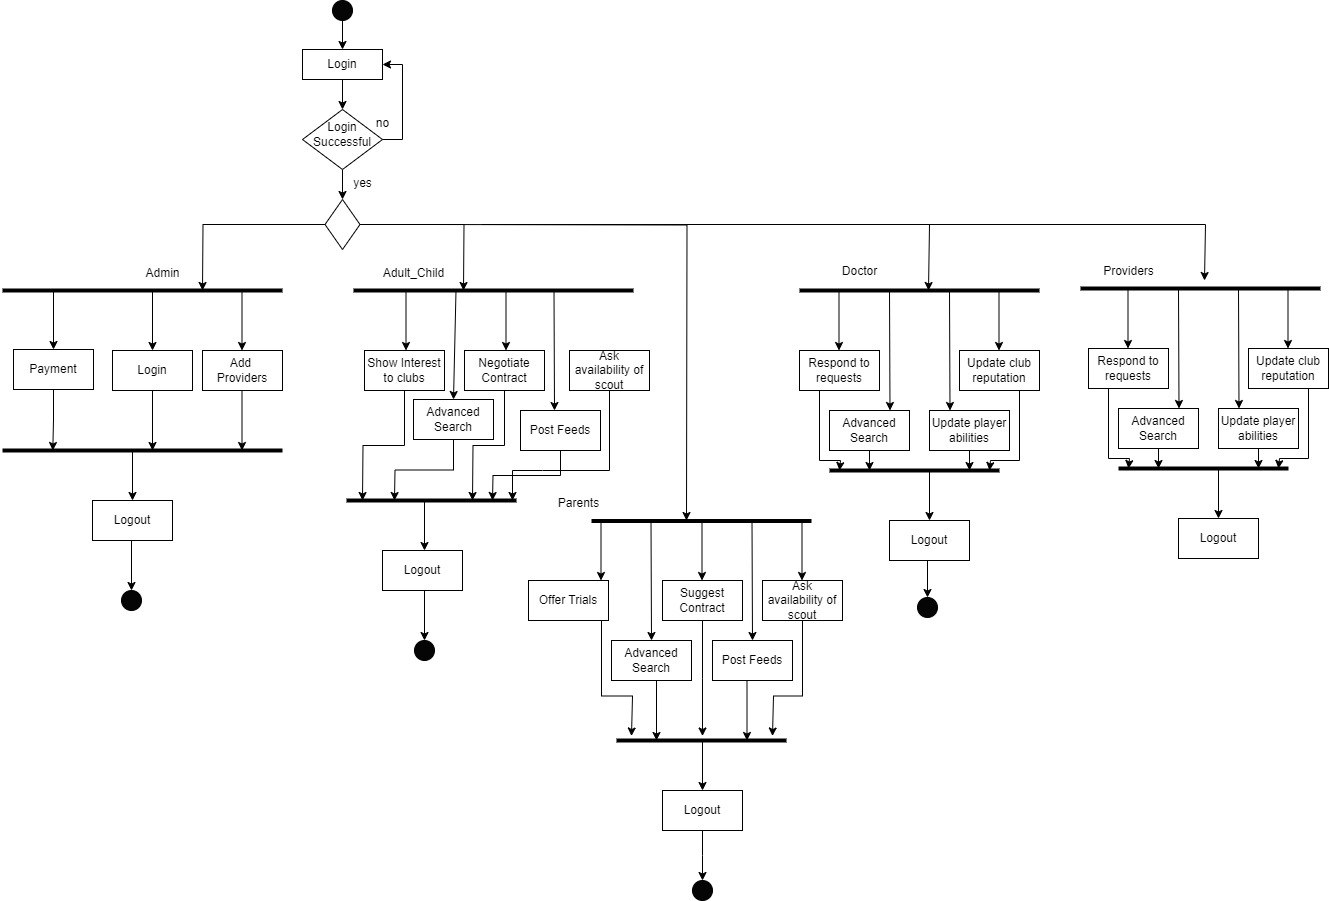 Login
Login
Successful
no
yes
Admin
Adult_Child
Doctor
Providers
Payment
Login
Add
Providers
Show Interest
to clubs
Negotiate
Contract
Ask
availability of
scout
Advanced
Search
Post Feeds
Respond to
requests
Update club
reputation
Advanced
Search
Update player
abilities
Respond to
requests
Update club
reputation
Advanced
Search
Update player
abilities
Logout
Logout
Parents
Logout
Logout
Offer Trials
Suggest
Contract
Ask
availability of
scout
Advanced
Search
Post Feeds
Logout